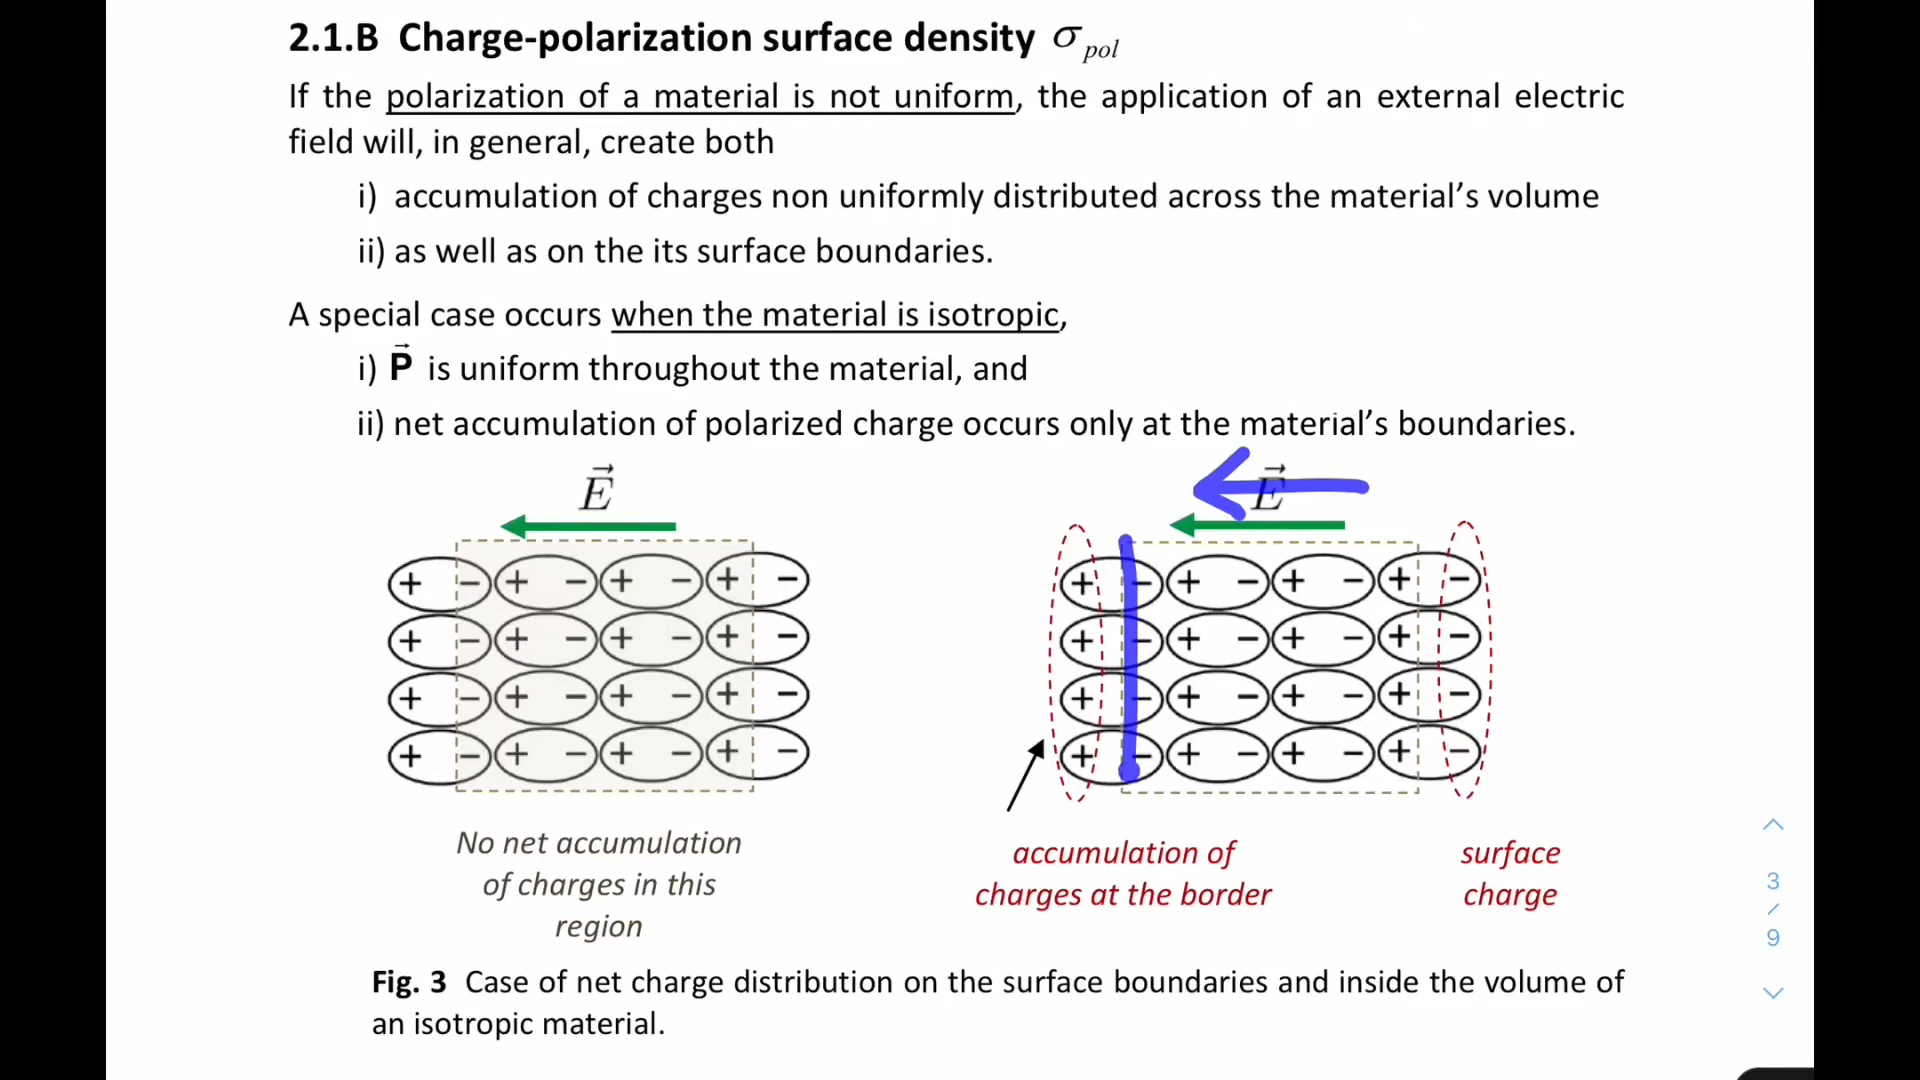 2.1.B Charge-polarization surface density σ_pol
If the polarization of a material is not uniform, the application of an external electric
field will, in general, create both
i) accumulation of charges non uniformly distributed across the material's volume
ii) as well as on the its surface boundaries.
A special case occurs when the material is isotropic,
i) P⃗ is uniform throughout the material, and
ii) net accumulation of polarized charge occurs only at the material's boundaries.
E⃗ E⃗
+ − + − + − + − + − + − + − + −
+ − + − + − + − + − + − + − + −
+ − + − + − + − + − + − + − + −
+ − + − + − + − + − + − + − + −
No net accumulation
of charges in this
region
accumulation of
charges at the border
surface
charge
3
/
9
Fig. 3 Case of net charge distribution on the surface boundaries and inside the volume of
an isotropic material.